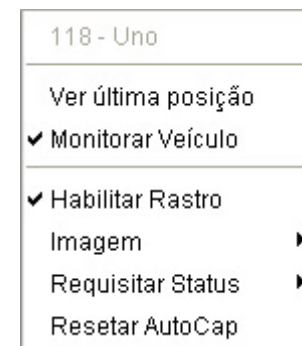 118 - Uno
Ver última posição
Monitorar Veículo
Habilitar Rastro
Imagem
Requisitar Status
Resetar AutoCap